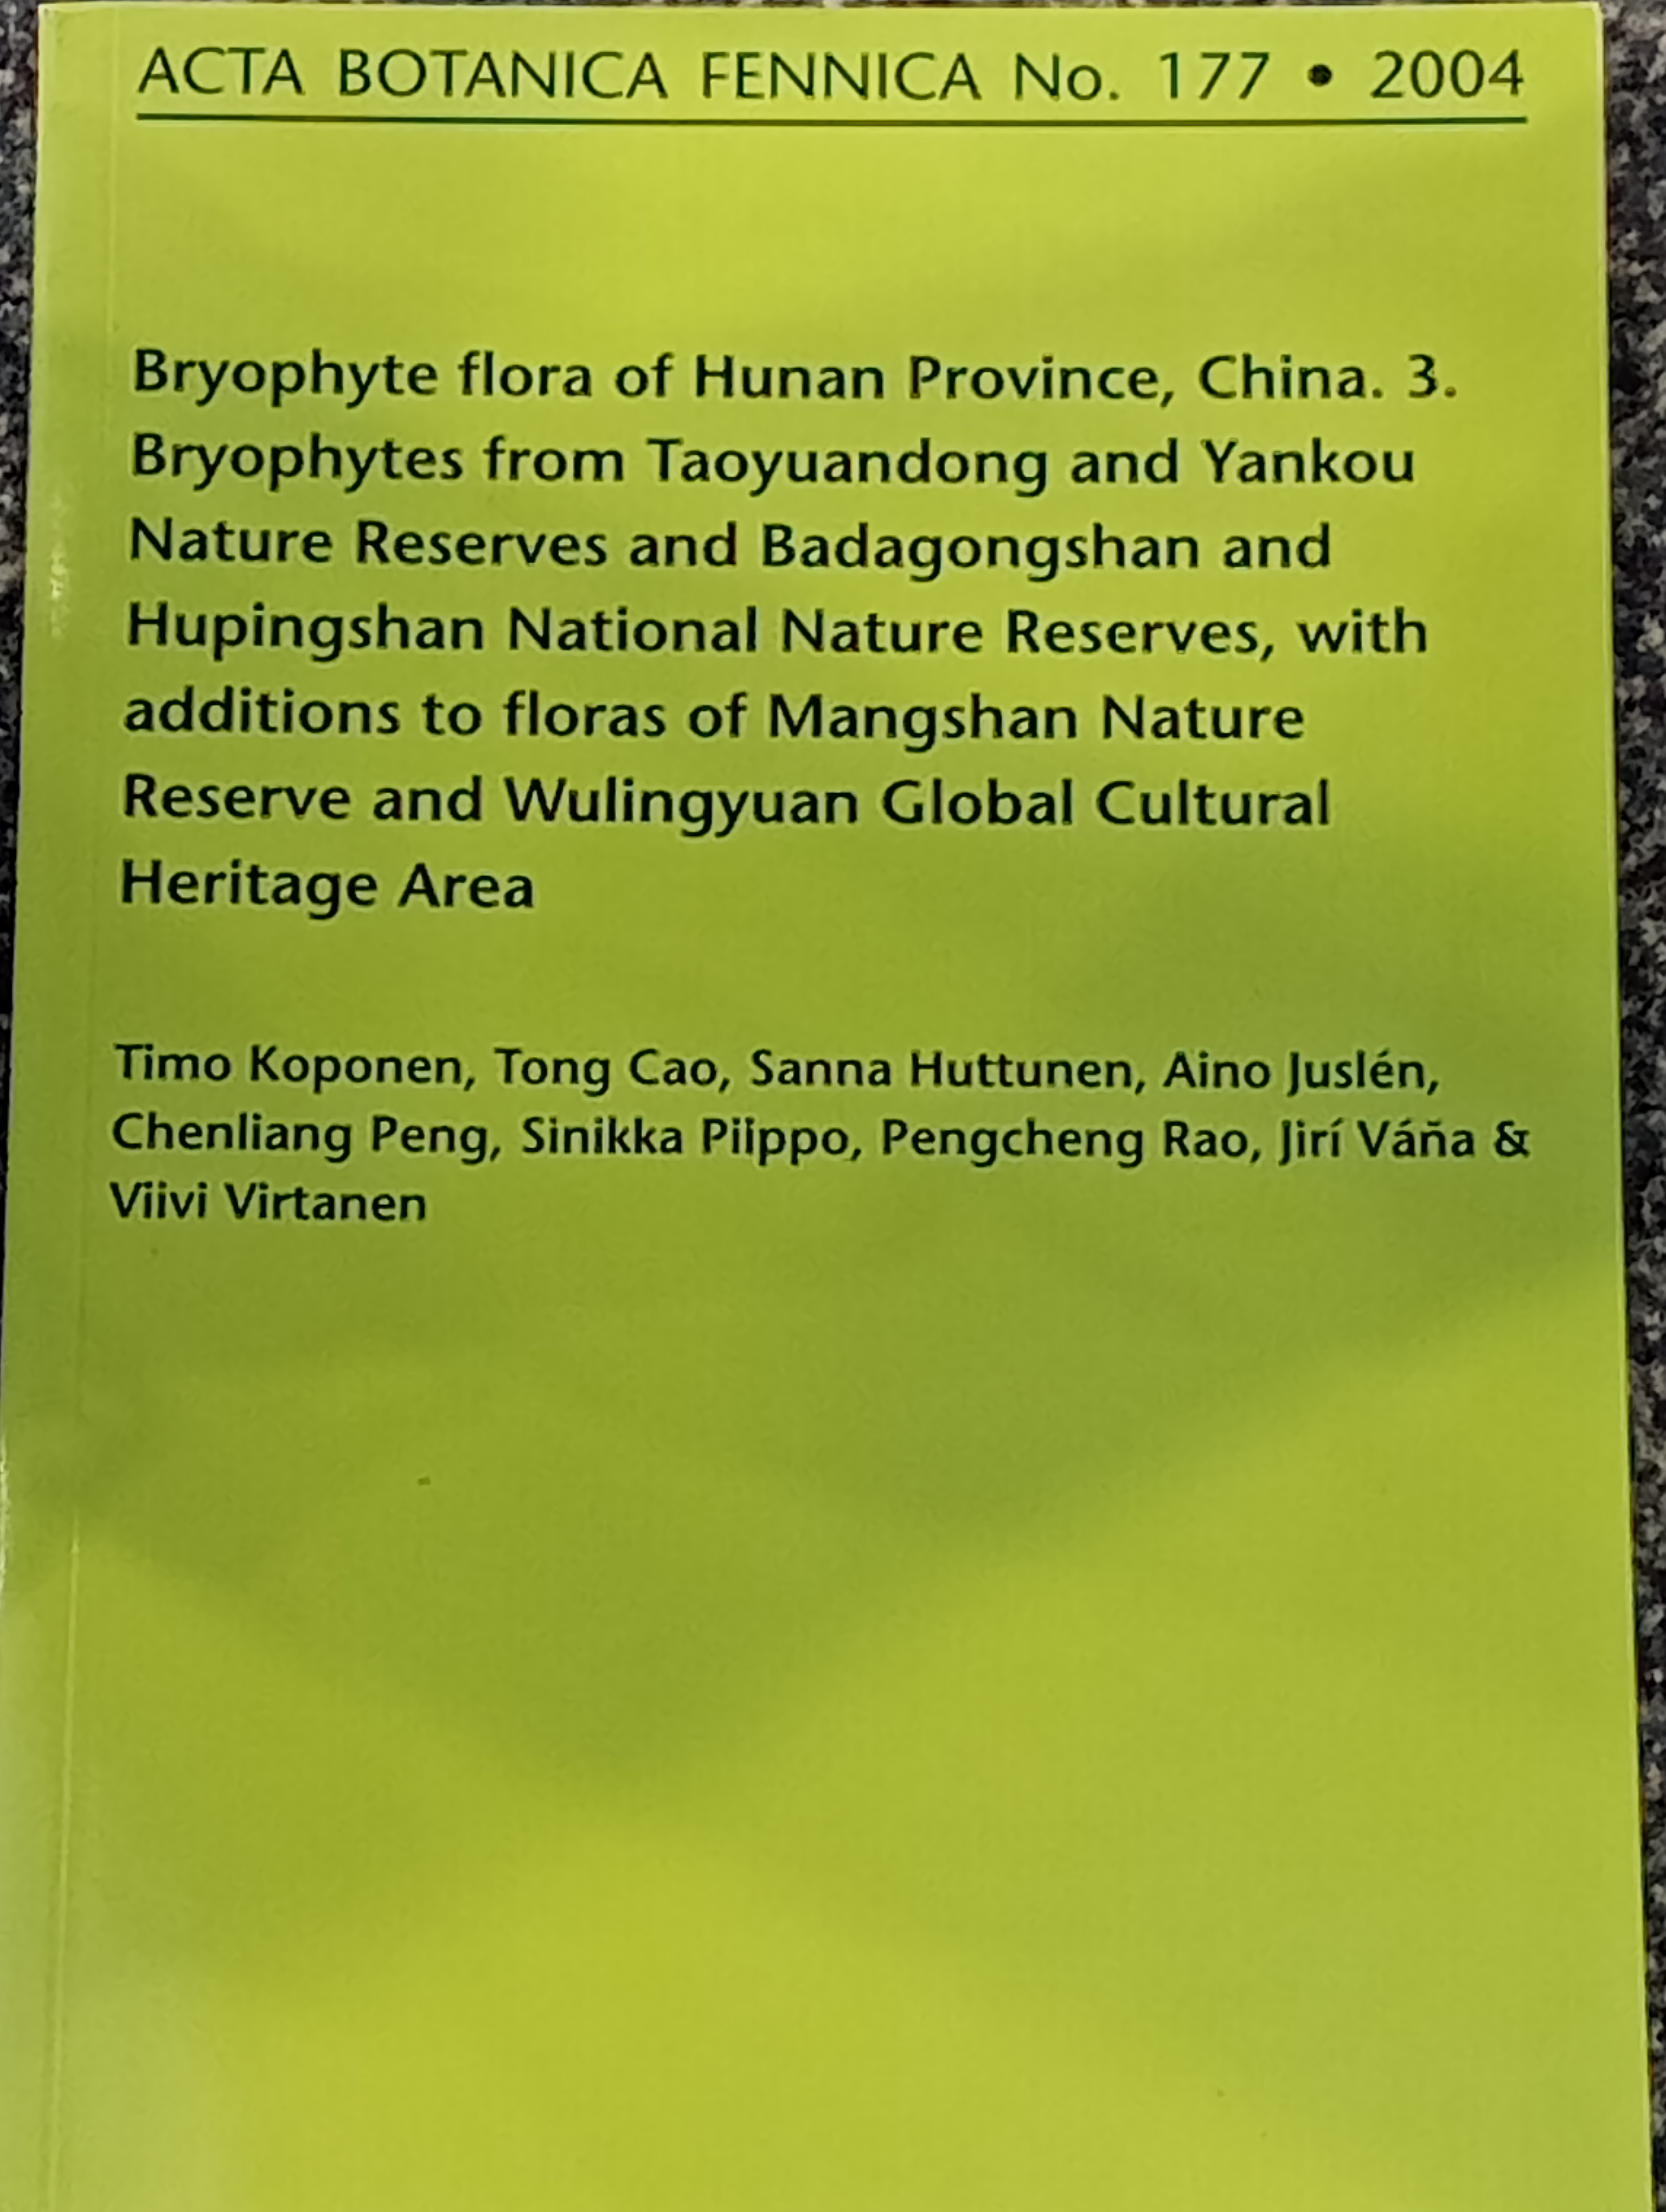 ACTA BOTANICA FENNICA No. 177 • 2004
Bryophyte flora of Hunan Province, China. 3.
Bryophytes from Taoyuandong and Yankou
Nature Reserves and Badagongshan and
Hupingshan National Nature Reserves, with
additions to floras of Mangshan Nature
Reserve and Wulingyuan Global Cultural
Heritage Area
Timo Koponen, Tong Cao, Sanna Huttunen, Aino Juslén,
Chenliang Peng, Sinikka Piippo, Pengcheng Rao, Jirí Váňa &
Viivi Virtanen